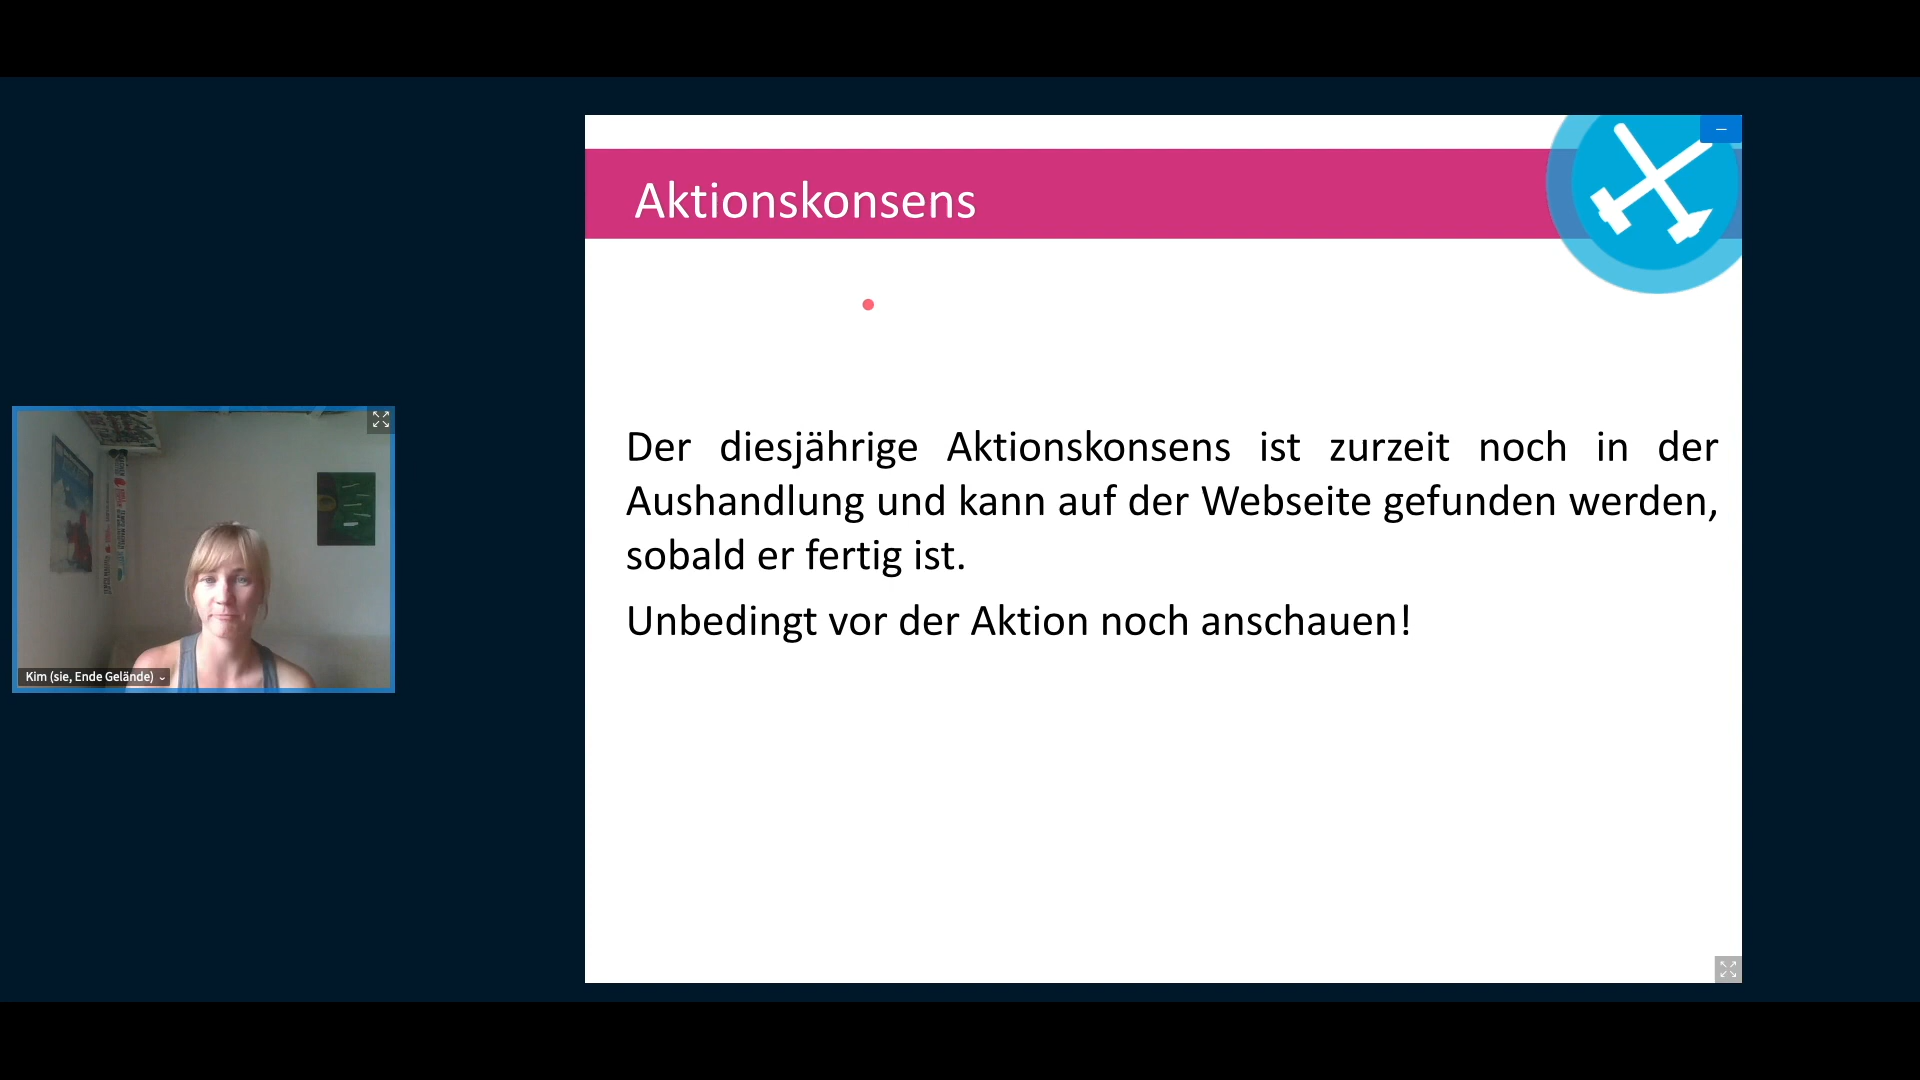 Aktionskonsens
Der diesjährige Aktionskonsens ist zurzeit noch in der
Aushandlung und kann auf der Webseite gefunden werden,
sobald er fertig ist.
Unbedingt vor der Aktion noch anschauen!
Kim (sie, Ende Gelände)